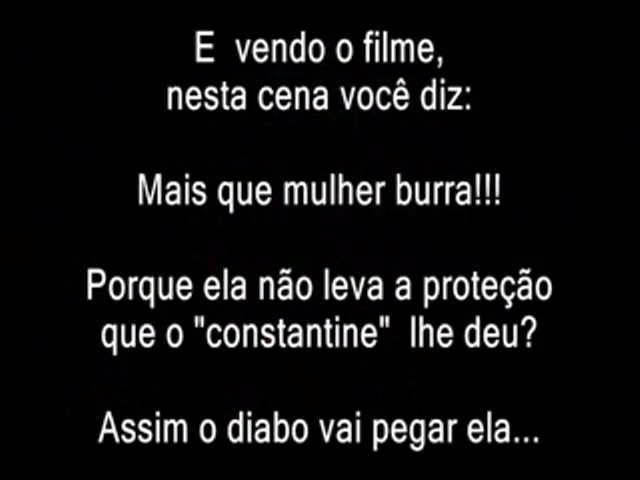 E vendo o filme,
nesta cena você diz:
Mais que mulher burra!!!
Porque ela não leva a proteção
que o "constantine" lhe deu?
Assim o diabo vai pegar ela...